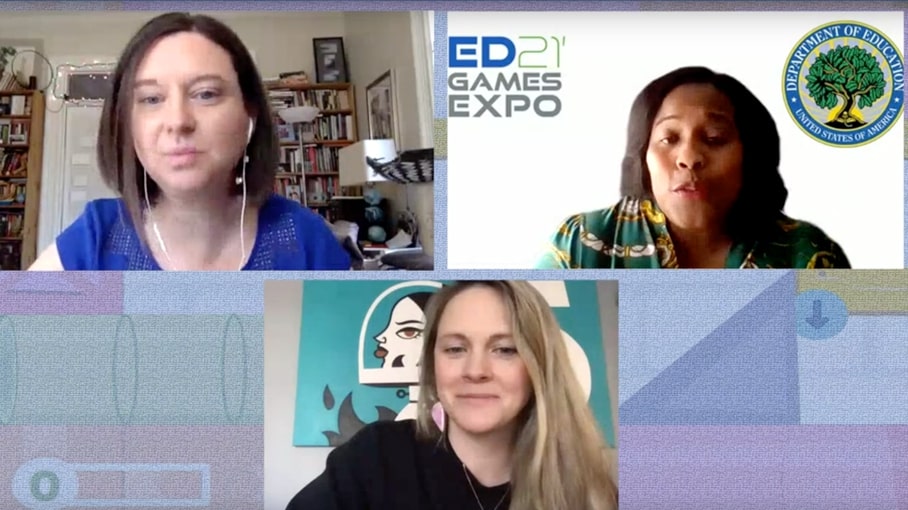 ED21'
GAMES
EXPO
DEPARTMENT OF EDUCATION
UNITED STATES OF AMERICA